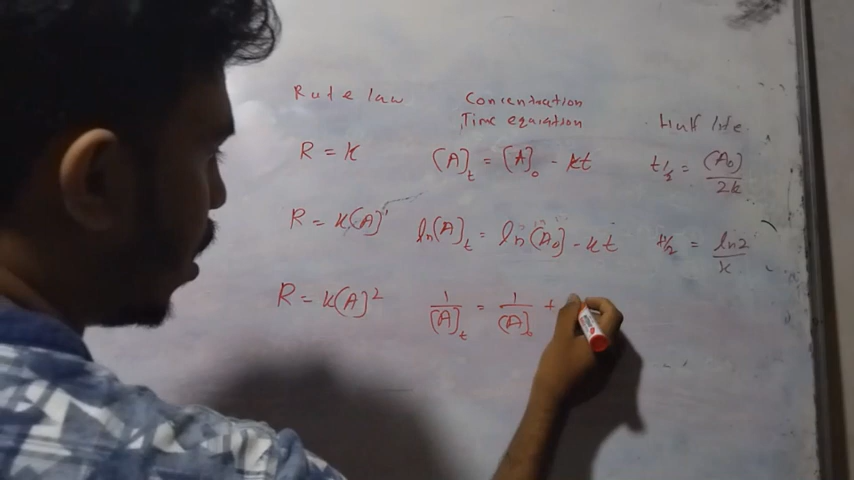 Rate law Concentration Time equation Half life
R = K [A]t = [A]0 - kt t1/2 = [A0]/2k
R = K[A]1 ln[A]t = ln[A0] - kt t1/2 = ln2/k
R = K[A]2 1/[A]t = 1/[A]0 +